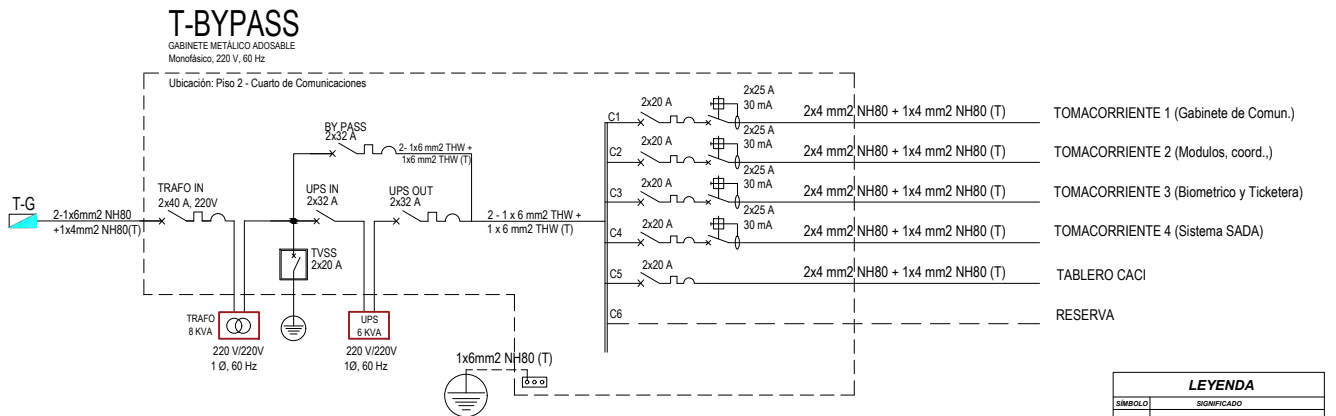 T-BYPASS
GABINETE METÁLICO ADOSABLE
Monofásico, 220 V, 60 Hz
Ubicación: Piso 2 - Cuarto de Comunicaciones
T-G
2-1x6mm2 NH80
+1x4mm2 NH80(T)
TRAFO IN
2x40 A, 220V
BY PASS
2x32 A
2- 1x6 mm2 THW +
1x6 mm2 THW (T)
UPS IN
2x32 A
UPS OUT
2x32 A
2 - 1 x 6 mm2 THW +
1 x 6 mm2 THW (T)
TVSS
2x20 A
TRAFO
8 KVA
220 V/220V
1 Ø, 60 Hz
UPS
6 KVA
220 V/220V
1Ø, 60 Hz
1x6mm2 NH80 (T)
C1
2x20 A
2x25 A
30 mA
2x4 mm2 NH80 + 1x4 mm2 NH80 (T)
TOMACORRIENTE 1 (Gabinete de Comun.)
C2
2x20 A
2x25 A
30 mA
2x4 mm2 NH80 + 1x4 mm2 NH80 (T)
TOMACORRIENTE 2 (Modulos, coord.,)
C3
2x20 A
2x25 A
30 mA
2x4 mm2 NH80 + 1x4 mm2 NH80 (T)
TOMACORRIENTE 3 (Biometrico y Ticketera)
C4
2x20 A
2x25 A
30 mA
2x4 mm2 NH80 + 1x4 mm2 NH80 (T)
TOMACORRIENTE 4 (Sistema SADA)
C5
2x20 A
2x4 mm2 NH80 + 1x4 mm2 NH80 (T)
TABLERO CACI
C6
RESERVA
LEYENDA
SÍMBOLO SIGNIFICADO